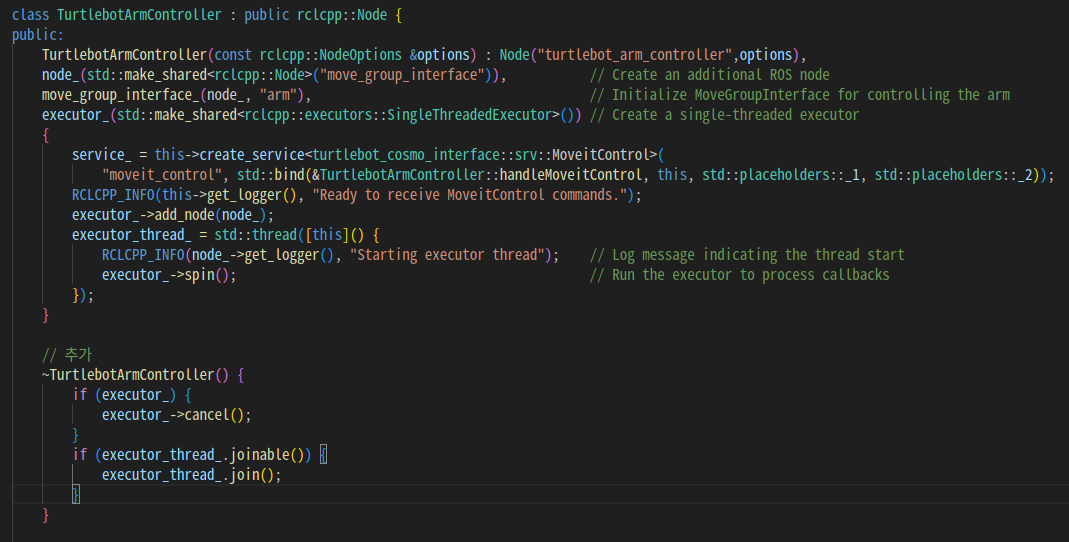 class TurtlebotArmController : public rclcpp::Node {
public:
    TurtlebotArmController(const rclcpp::NodeOptions &options) : Node("turtlebot_arm_controller",options),
    node_(std::make_shared<rclcpp::Node>("move_group_interface")),           // Create an additional ROS node
    move_group_interface_(node_, "arm"),                                     // Initialize MoveGroupInterface for controlling the arm
    executor_(std::make_shared<rclcpp::executors::SingleThreadedExecutor>()) // Create a single-threaded executor
    {
        service_ = this->create_service<turtlebot_cosmo_interface::srv::MoveitControl>(
            "moveit_control", std::bind(&TurtlebotArmController::handleMoveitControl, this, std::placeholders::_1, std::placeholders::_2));
        RCLCPP_INFO(this->get_logger(), "Ready to receive MoveitControl commands.");
        executor_->add_node(node_);
        executor_thread_ = std::thread([this]() {
            RCLCPP_INFO(node_->get_logger(), "Starting executor thread");    // Log message indicating the thread start
            executor_->spin();                                               // Run the executor to process callbacks
        });
    }

    // 추가
    ~TurtlebotArmController() {
        if (executor_) {
            executor_->cancel();
        }
        if (executor_thread_.joinable()) {
            executor_thread_.join();
        }
    }